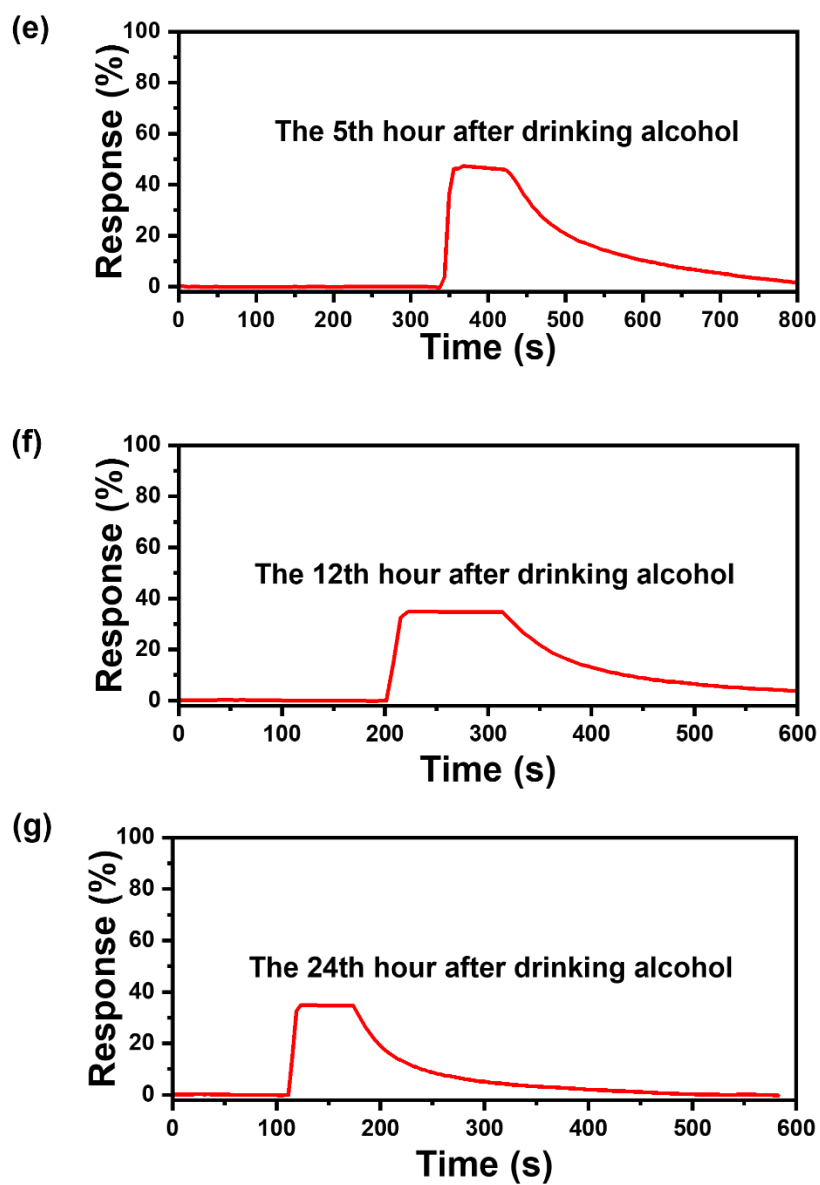 (e)
100
80
60
40
20
0
Response (%)
The 5th hour after drinking alcohol
0 100 200 300 400 500 600 700 800
Time (s)
(f)
100
80
60
40
20
0
Response (%)
The 12th hour after drinking alcohol
0 100 200 300 400 500 600
Time (s)
(g)
100
80
60
40
20
0
Response (%)
The 24th hour after drinking alcohol
0 100 200 300 400 500 600
Time (s)